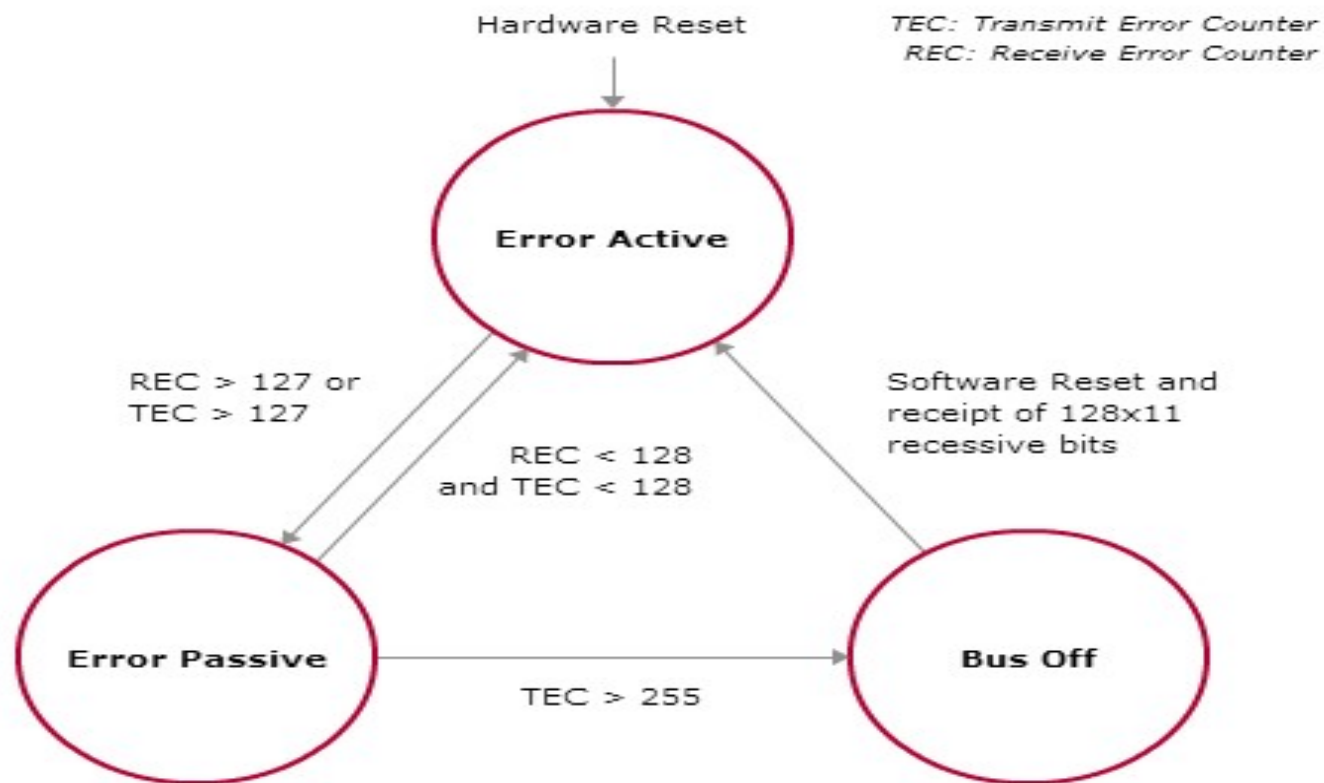 Hardware Reset
TEC: Transmit Error Counter
REC: Receive Error Counter
Error Active
REC > 127 or
TEC > 127
Software Reset and
receipt of 128x11
recessive bits
REC < 128
and TEC < 128
Error Passive
Bus Off
TEC > 255